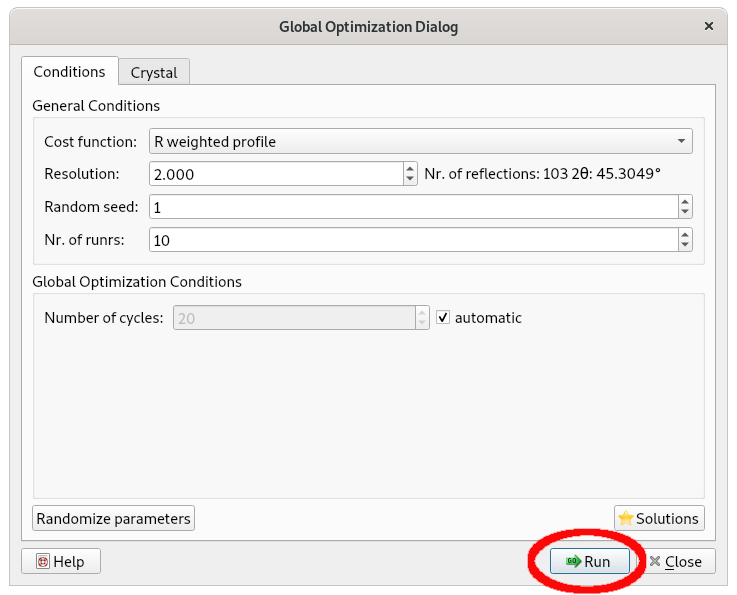 Global Optimization Dialog
Conditions
Crystal
General Conditions
Cost function: R weighted profile
Resolution: 2.000 Nr. of reflections: 103 2θ: 45.3049°
Random seed: 1
Nr. of runrs: 10
Global Optimization Conditions
Number of cycles: 20 automatic
Randomize parameters
Solutions
Help
GO Run
Close